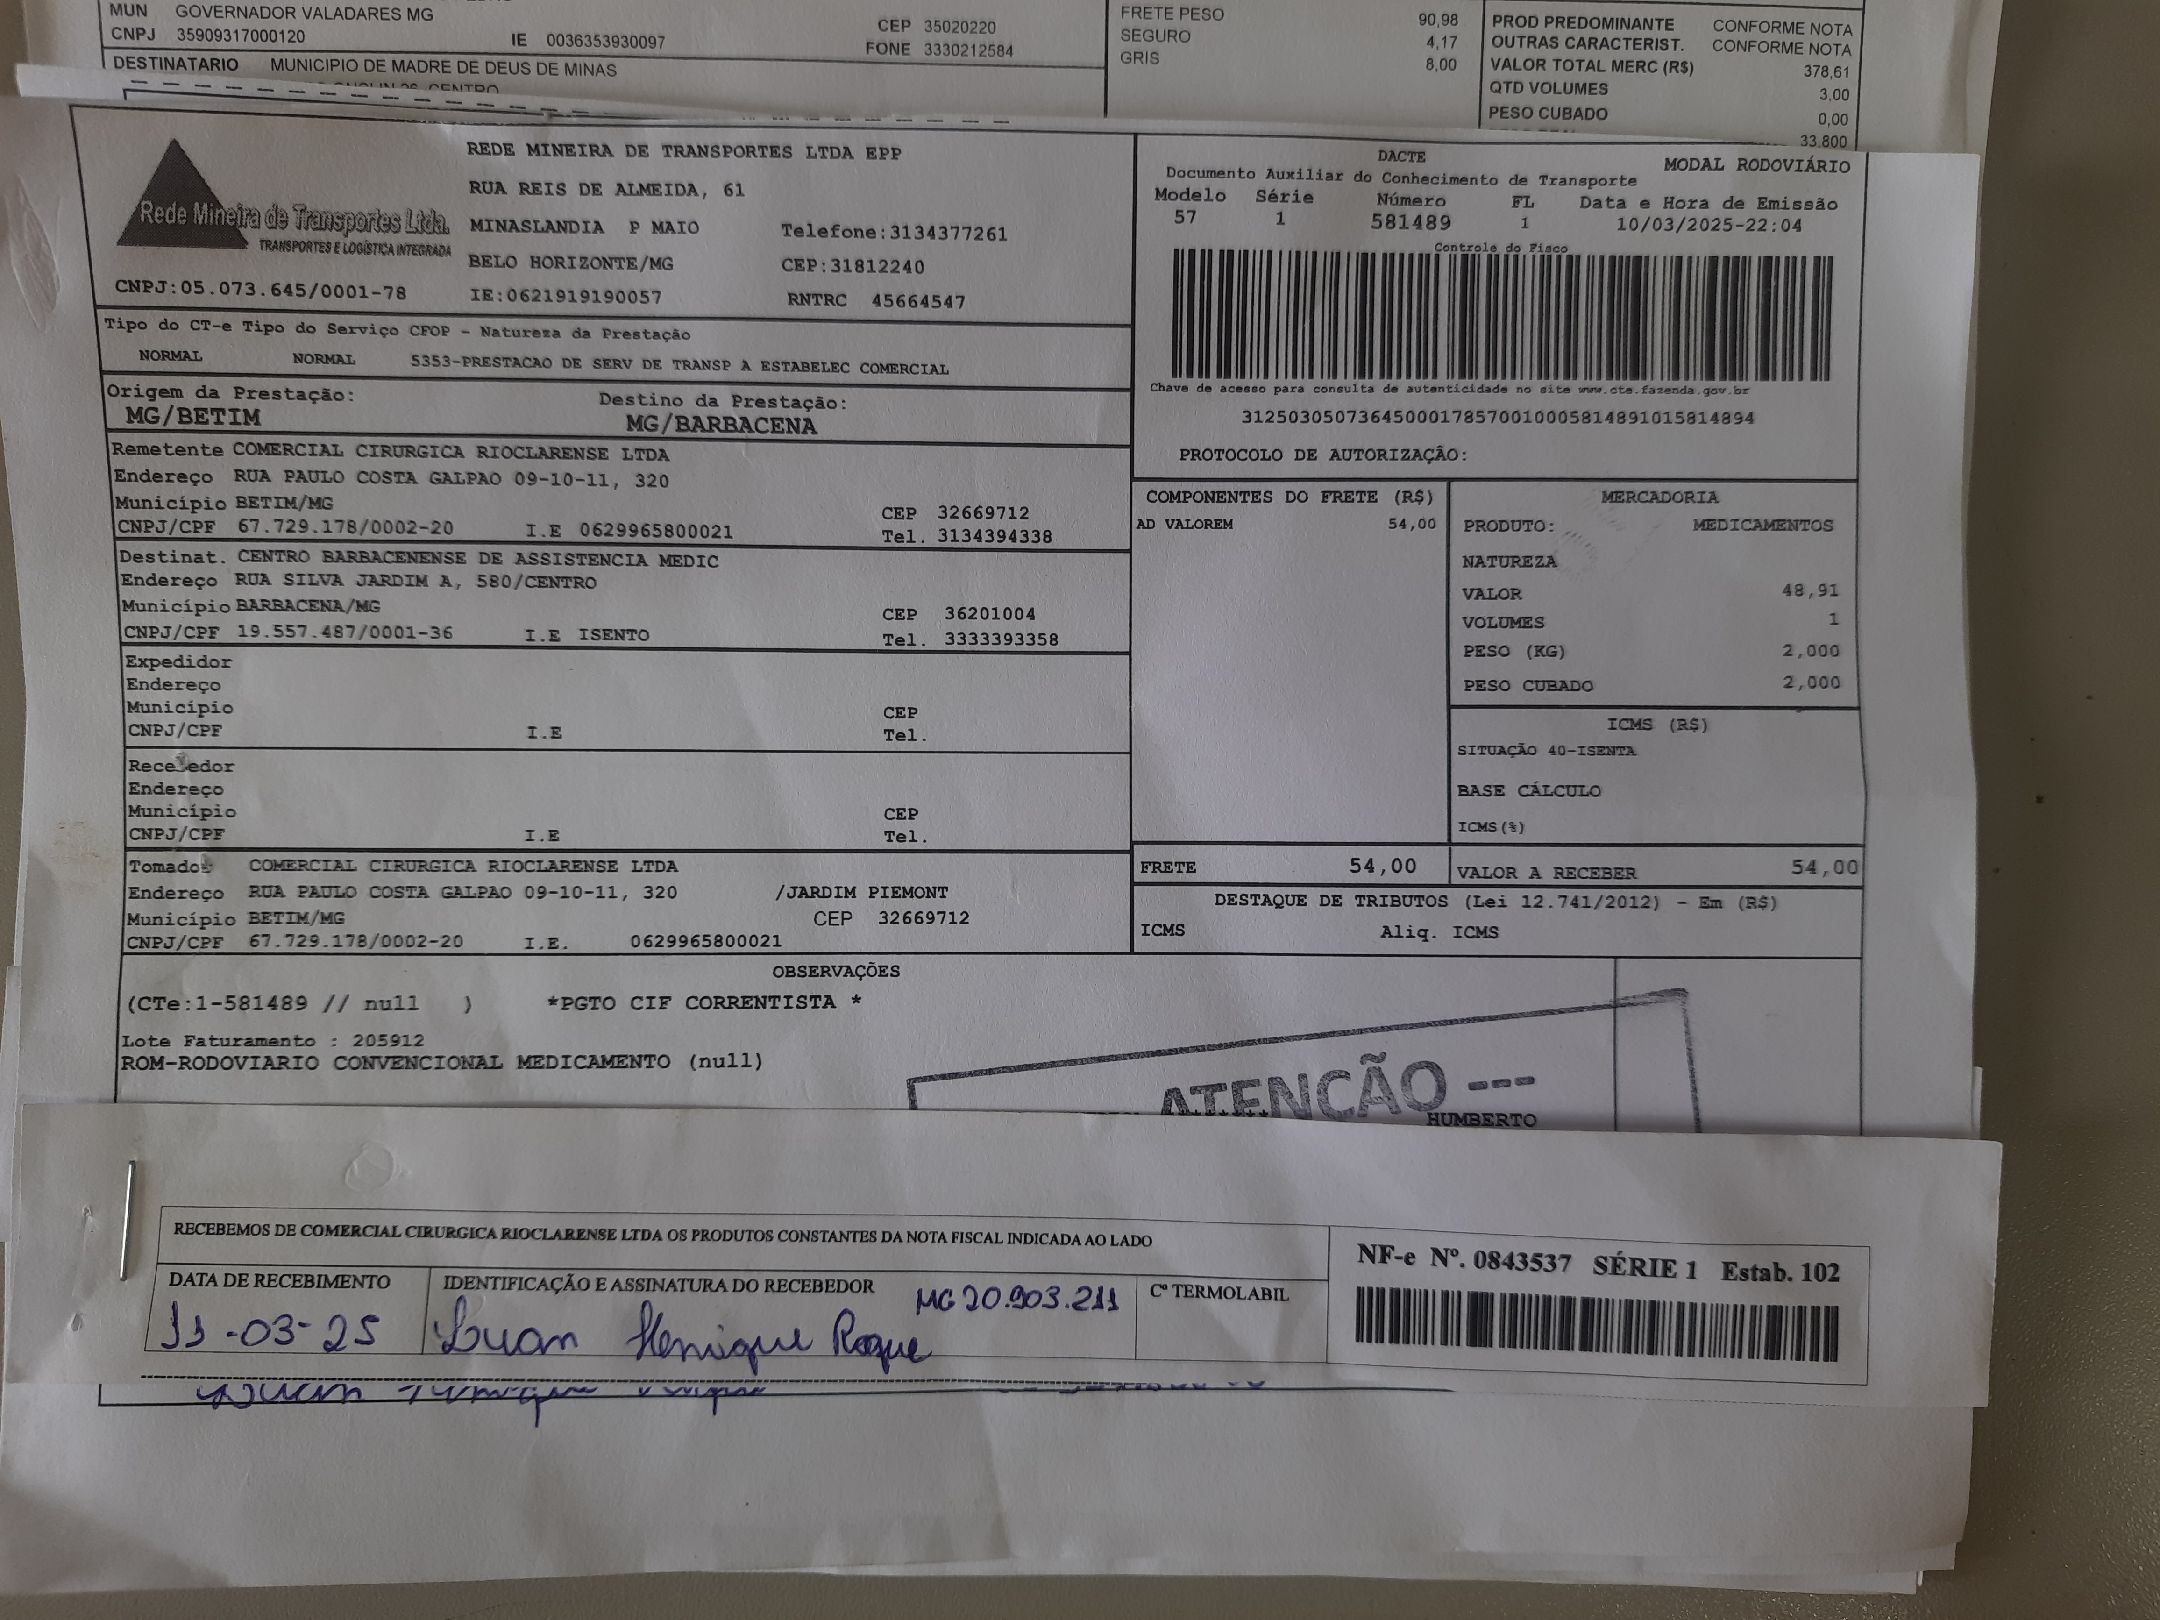 MUN GOVERNADOR VALADARES MG
CEP 35020220
CNPJ 35909317000120 IE 0036353930097 FONE 3330212584
DESTINATARIO MUNICIPIO DE MADRE DE DEUS DE MINAS
CENTRO
FRETE PESO 90,98
SEGURO 4,17
GRIS 8,00
PROD PREDOMINANTE CONFORME NOTA
OUTRAS CARACTERIST. CONFORME NOTA
VALOR TOTAL MERC (R$) 378,61
QTD VOLUMES 3,00
PESO CUBADO 0,00
33,800
Rede Mineira de Transportes Ltda.
TRANSPORTES E LOGÍSTICA INTEGRADA
CNPJ:05.073.645/0001-78
REDE MINEIRA DE TRANSPORTES LTDA EPP
RUA REIS DE ALMEIDA, 61
MINASLANDIA P MAIO Telefone:3134377261
BELO HORIZONTE/MG CEP:31812240
IE:0621919190057 RNTRC 45664547
DACTE MODAL RODOVIÁRIO
Documento Auxiliar do Conhecimento de Transporte
Modelo Série Número FL Data e Hora de Emissão
57 1 581489 1 10/03/2025-22:04
Controle do Fisco
Chave de acesso para consulta de autenticidade no site www.cte.fazenda.gov.br
31250305073645000178570010005814891015814894
PROTOCOLO DE AUTORIZAÇÃO:
Tipo do CT-e Tipo do Serviço CFOP - Natureza da Prestação
NORMAL NORMAL 5353-PRESTACAO DE SERV DE TRANSP A ESTABELEC COMERCIAL
Origem da Prestação: Destino da Prestação:
MG/BETIM MG/BARBACENA
Remetente COMERCIAL CIRURGICA RIOCLARENSE LTDA
Endereço RUA PAULO COSTA GALPAO 09-10-11, 320
Município BETIM/MG CEP 32669712
CNPJ/CPF 67.729.178/0002-20 I.E 0629965800021 Tel. 3134394338
Destinat. CENTRO BARBACENENSE DE ASSISTENCIA MEDIC
Endereço RUA SILVA JARDIM A, 580/CENTRO
Município BARBACENA/MG CEP 36201004
CNPJ/CPF 19.557.487/0001-36 I.E ISENTO Tel. 3333393358
Expedidor
Endereço
Município CEP
CNPJ/CPF I.E Tel.
Recebedor
Endereço
Município CEP
CNPJ/CPF I.E Tel.
Tomador COMERCIAL CIRURGICA RIOCLARENSE LTDA
Endereço RUA PAULO COSTA GALPAO 09-10-11, 320 /JARDIM PIEMONT
Município BETIM/MG CEP 32669712
CNPJ/CPF 67.729.178/0002-20 I.E. 0629965800021
COMPONENTES DO FRETE (R$)
AD VALOREM 54,00
MERCADORIA
PRODUTO: MEDICAMENTOS
NATUREZA
VALOR 48,91
VOLUMES 1
PESO (KG) 2,000
PESO CUBADO 2,000
ICMS (R$)
SITUAÇÃO 40-ISENTA
BASE CÁLCULO
ICMS(%)
FRETE 54,00 VALOR A RECEBER 54,00
DESTAQUE DE TRIBUTOS (Lei 12.741/2012) - Em (R$)
ICMS Aliq. ICMS
OBSERVAÇÕES
(CTe:1-581489 // null ) *PGTO CIF CORRENTISTA *
Lote Faturamento : 205912
ROM-RODOVIARIO CONVENCIONAL MEDICAMENTO (null)
ATENÇÃO ---
HUMBERTO
RECEBEMOS DE COMERCIAL CIRURGICA RIOCLARENSE LTDA OS PRODUTOS CONSTANTES DA NOTA FISCAL INDICADA AO LADO
DATA DE RECEBIMENTO IDENTIFICAÇÃO E ASSINATURA DO RECEBEDOR Cº TERMOLABIL
MG 20.903.211
11-03-25 Luan Henrique Roque
NF-e Nº. 0843537 SÉRIE 1 Estab. 102